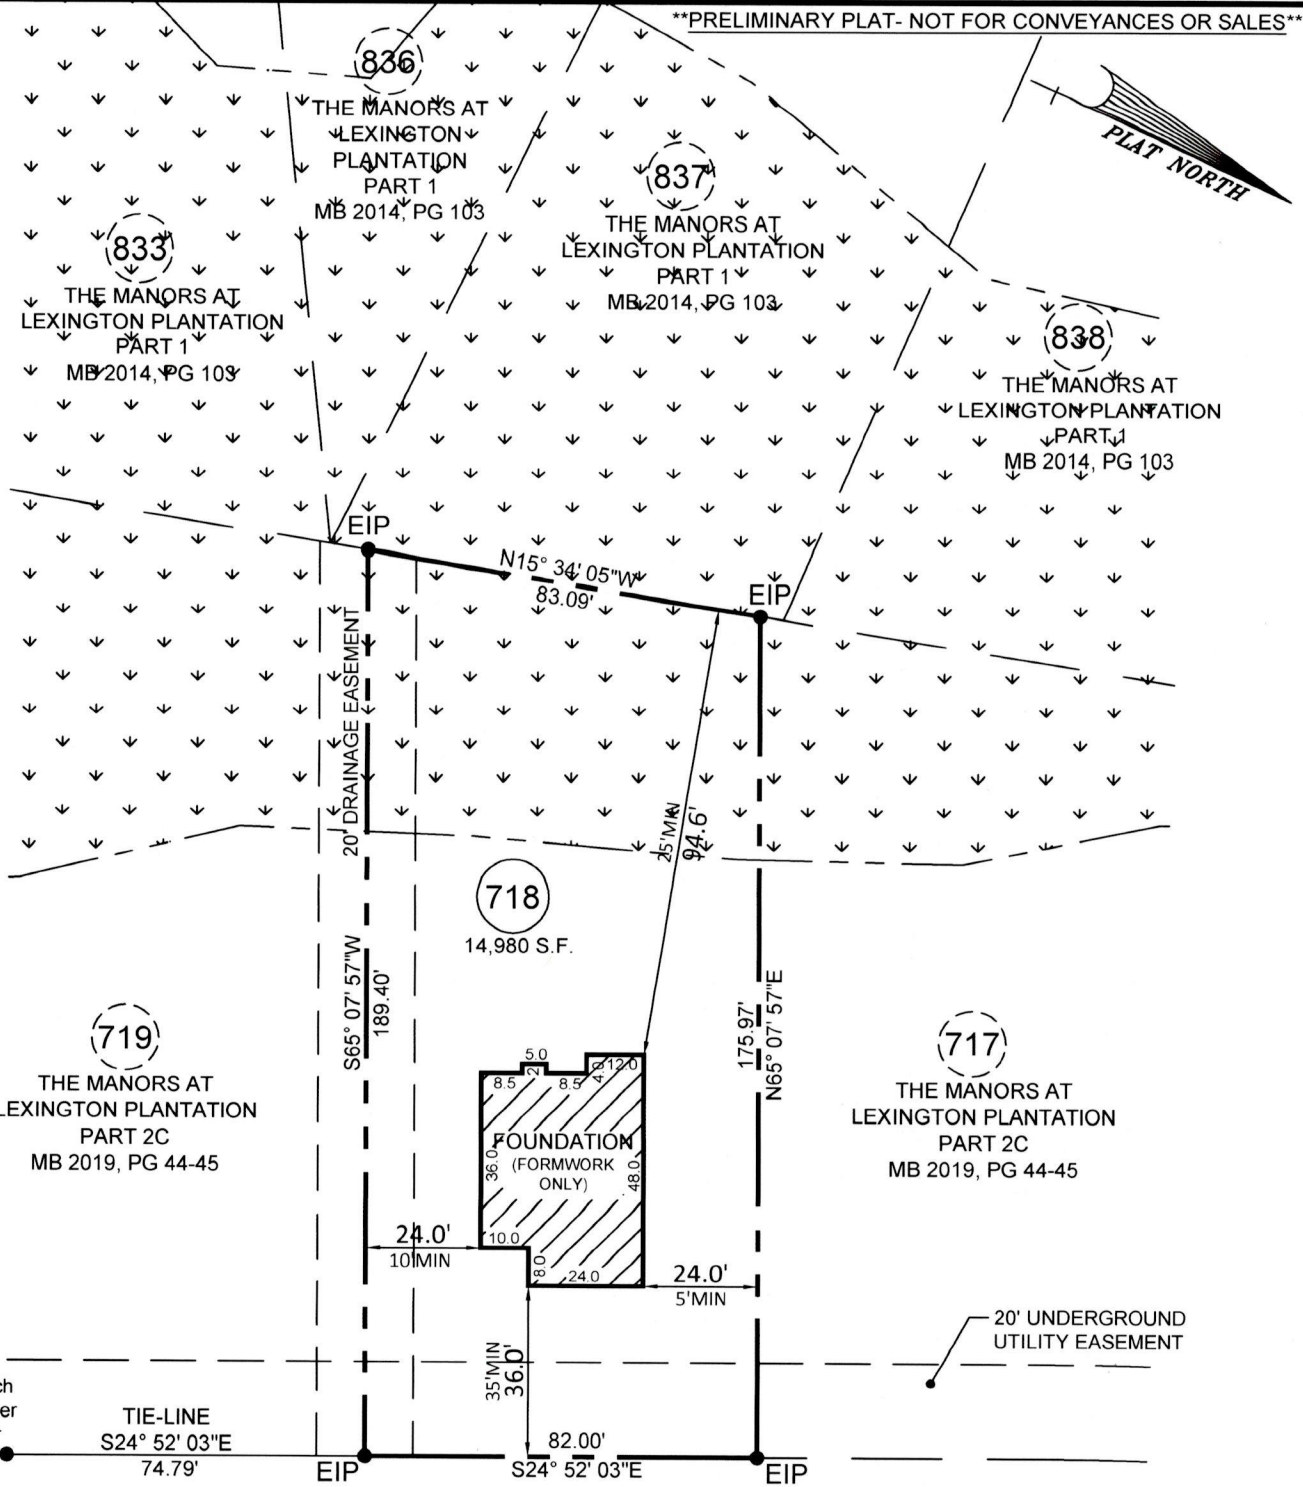 **PRELIMINARY PLAT- NOT FOR CONVEYANCES OR SALES**
PLAT NORTH
836
THE MANORS AT
LEXINGTON
PLANTATION
PART 1
MB 2014, PG 103
837
THE MANORS AT
LEXINGTON PLANTATION
PART 1
MB 2014, PG 103
833
THE MANORS AT
LEXINGTON PLANTATION
PART 1
MB 2014, PG 103
838
THE MANORS AT
LEXINGTON PLANTATION
PART 1
MB 2014, PG 103
EIP
N15° 34' 05"W
83.09'
EIP
20' DRAINAGE EASEMENT
25'MIN
94.6'
718
14,980 S.F.
S65° 07' 57"W
189.40'
175.97'
N65° 07' 57"E
719
THE MANORS AT
LEXINGTON PLANTATION
PART 2C
MB 2019, PG 44-45
717
THE MANORS AT
LEXINGTON PLANTATION
PART 2C
MB 2019, PG 44-45
5.0
8.5
2
8.5
4.0
12.0
FOUNDATION
(FORMWORK
ONLY)
36.0
48.0
10.0
8.0
24.0
24.0'
10'MIN
24.0'
5'MIN
35'MIN
36.0'
20' UNDERGROUND
UTILITY EASEMENT
ch
er
TIE-LINE
S24° 52' 03"E
74.79'
EIP
82.00'
S24° 52' 03"E
EIP